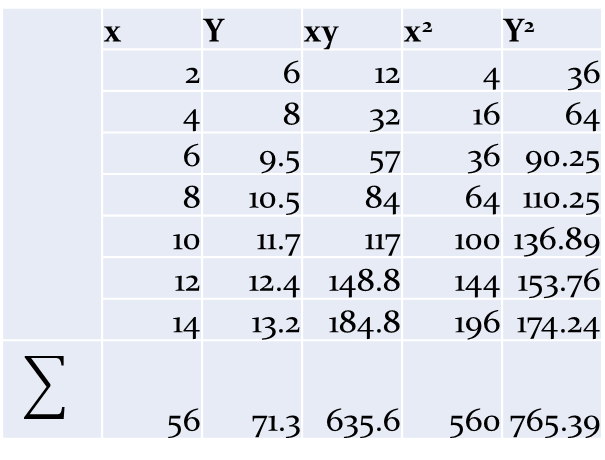 x Y xy x² Y²
2 6 12 4 36
4 8 32 16 64
6 9.5 57 36 90.25
8 10.5 84 64 110.25
10 11.7 117 100 136.89
12 12.4 148.8 144 153.76
14 13.2 184.8 196 174.24
∑ 56 71.3 635.6 560 765.39